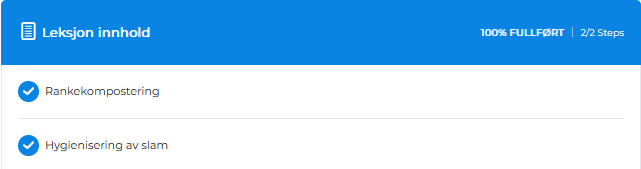 Leksjon innhold
100% FULLFØRT | 2/2 Steps
Rankekompostering
Hygienisering av slam